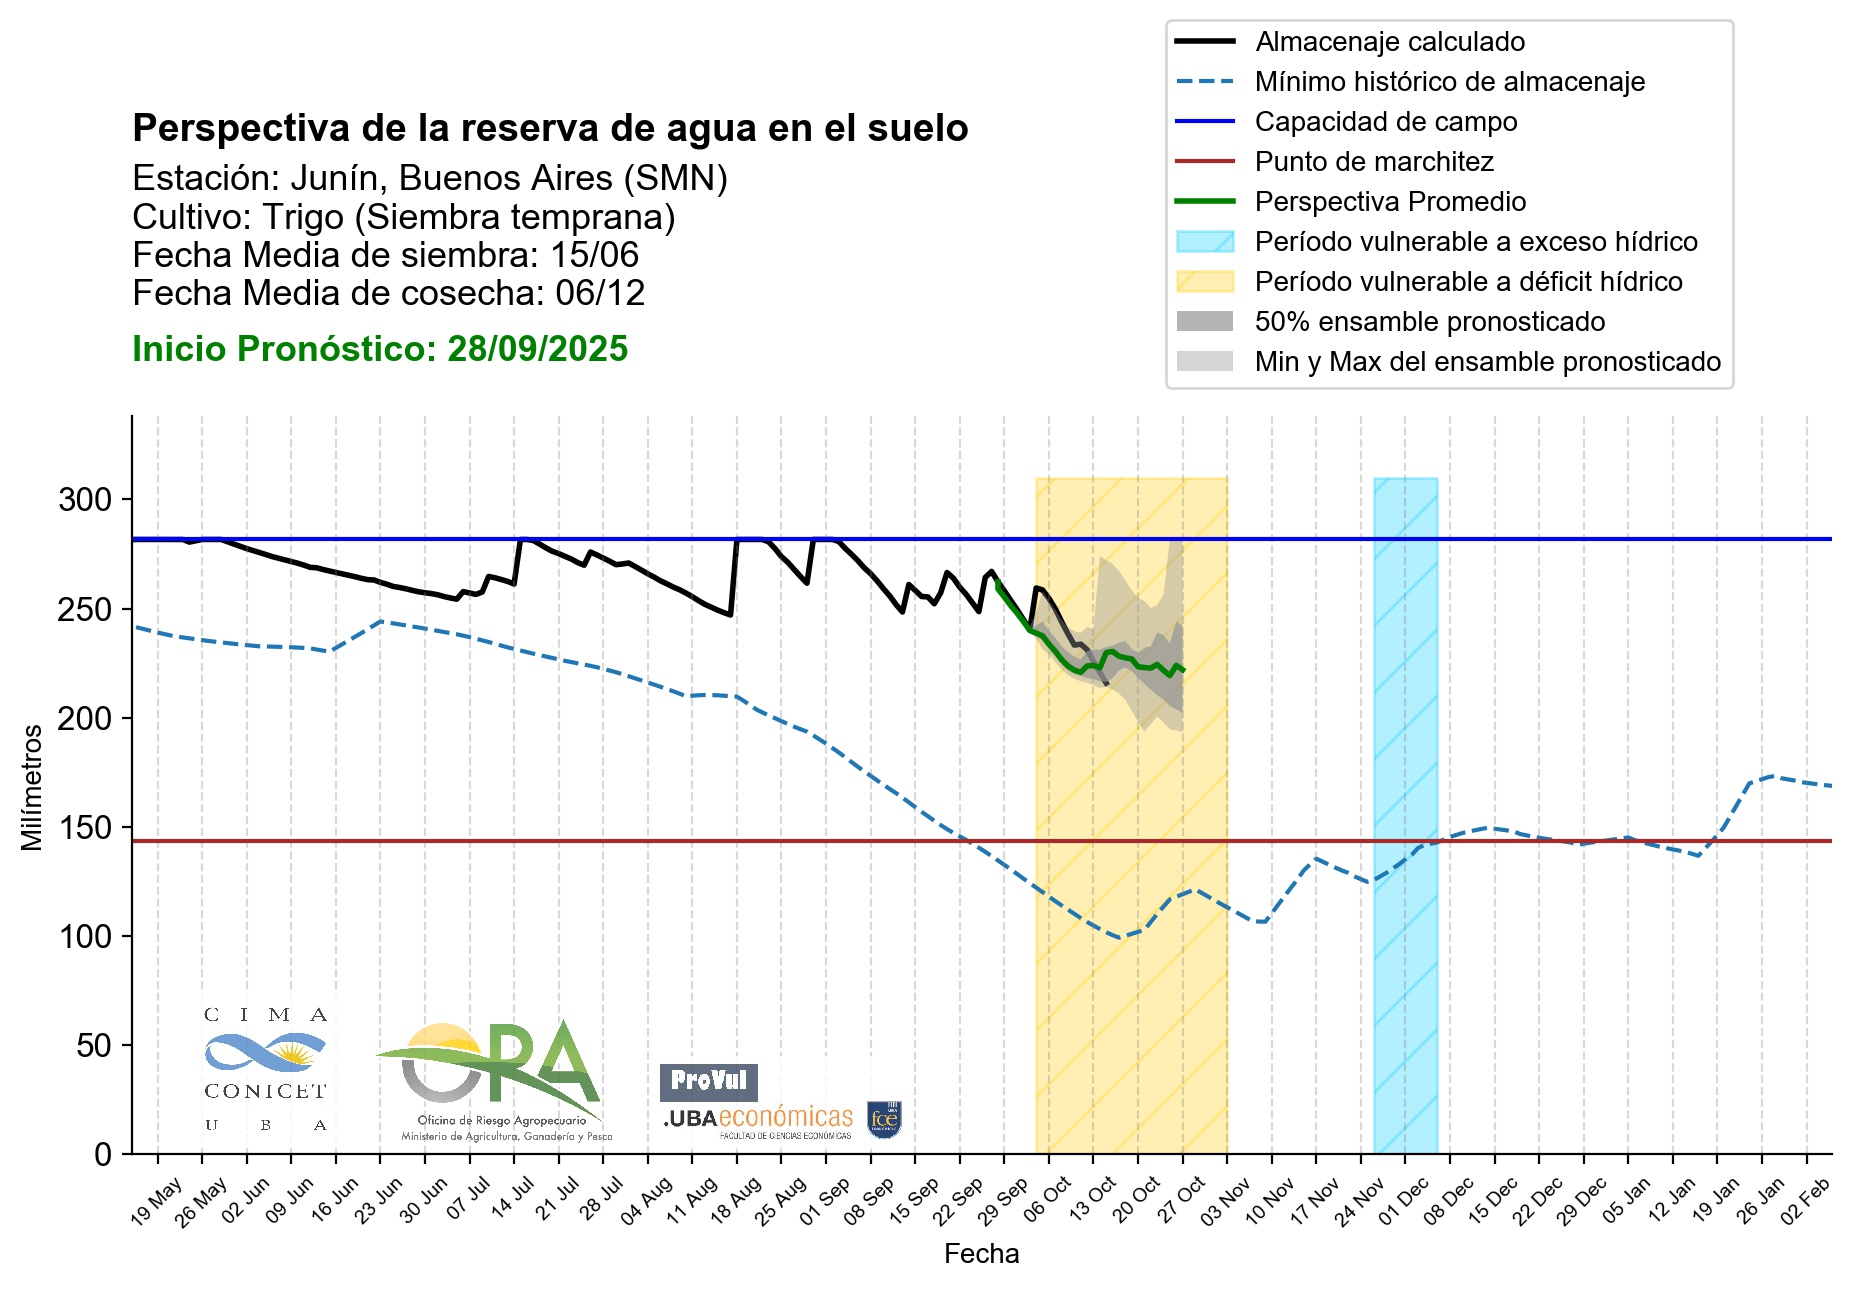 Almacenaje calculado
Mínimo histórico de almacenaje
Capacidad de campo
Punto de marchitez
Perspectiva Promedio
Período vulnerable a exceso hídrico
Período vulnerable a déficit hídrico
50% ensamble pronosticado
Min y Max del ensamble pronosticado
Perspectiva de la reserva de agua en el suelo
Estación: Junín, Buenos Aires (SMN)
Cultivo: Trigo (Siembra temprana)
Fecha Media de siembra: 15/06
Fecha Media de cosecha: 06/12
Inicio Pronóstico: 28/09/2025
Milímetros
300
250
200
150
100
50
0
CIMA
CONICET
UBA
ORA
Oficina de Riesgo Agropecuario
Ministerio de Agricultura, Ganadería y Pesca
ProVul
.UBAeconómicas
FACULTAD DE CIENCIAS ECONÓMICAS
fce
19 May
26 May
02 Jun
09 Jun
16 Jun
23 Jun
30 Jun
07 Jul
14 Jul
21 Jul
28 Jul
04 Aug
11 Aug
18 Aug
25 Aug
01 Sep
08 Sep
15 Sep
22 Sep
29 Sep
06 Oct
13 Oct
20 Oct
27 Oct
03 Nov
10 Nov
17 Nov
24 Nov
01 Dec
08 Dec
15 Dec
22 Dec
29 Dec
05 Jan
12 Jan
19 Jan
26 Jan
02 Feb
Fecha